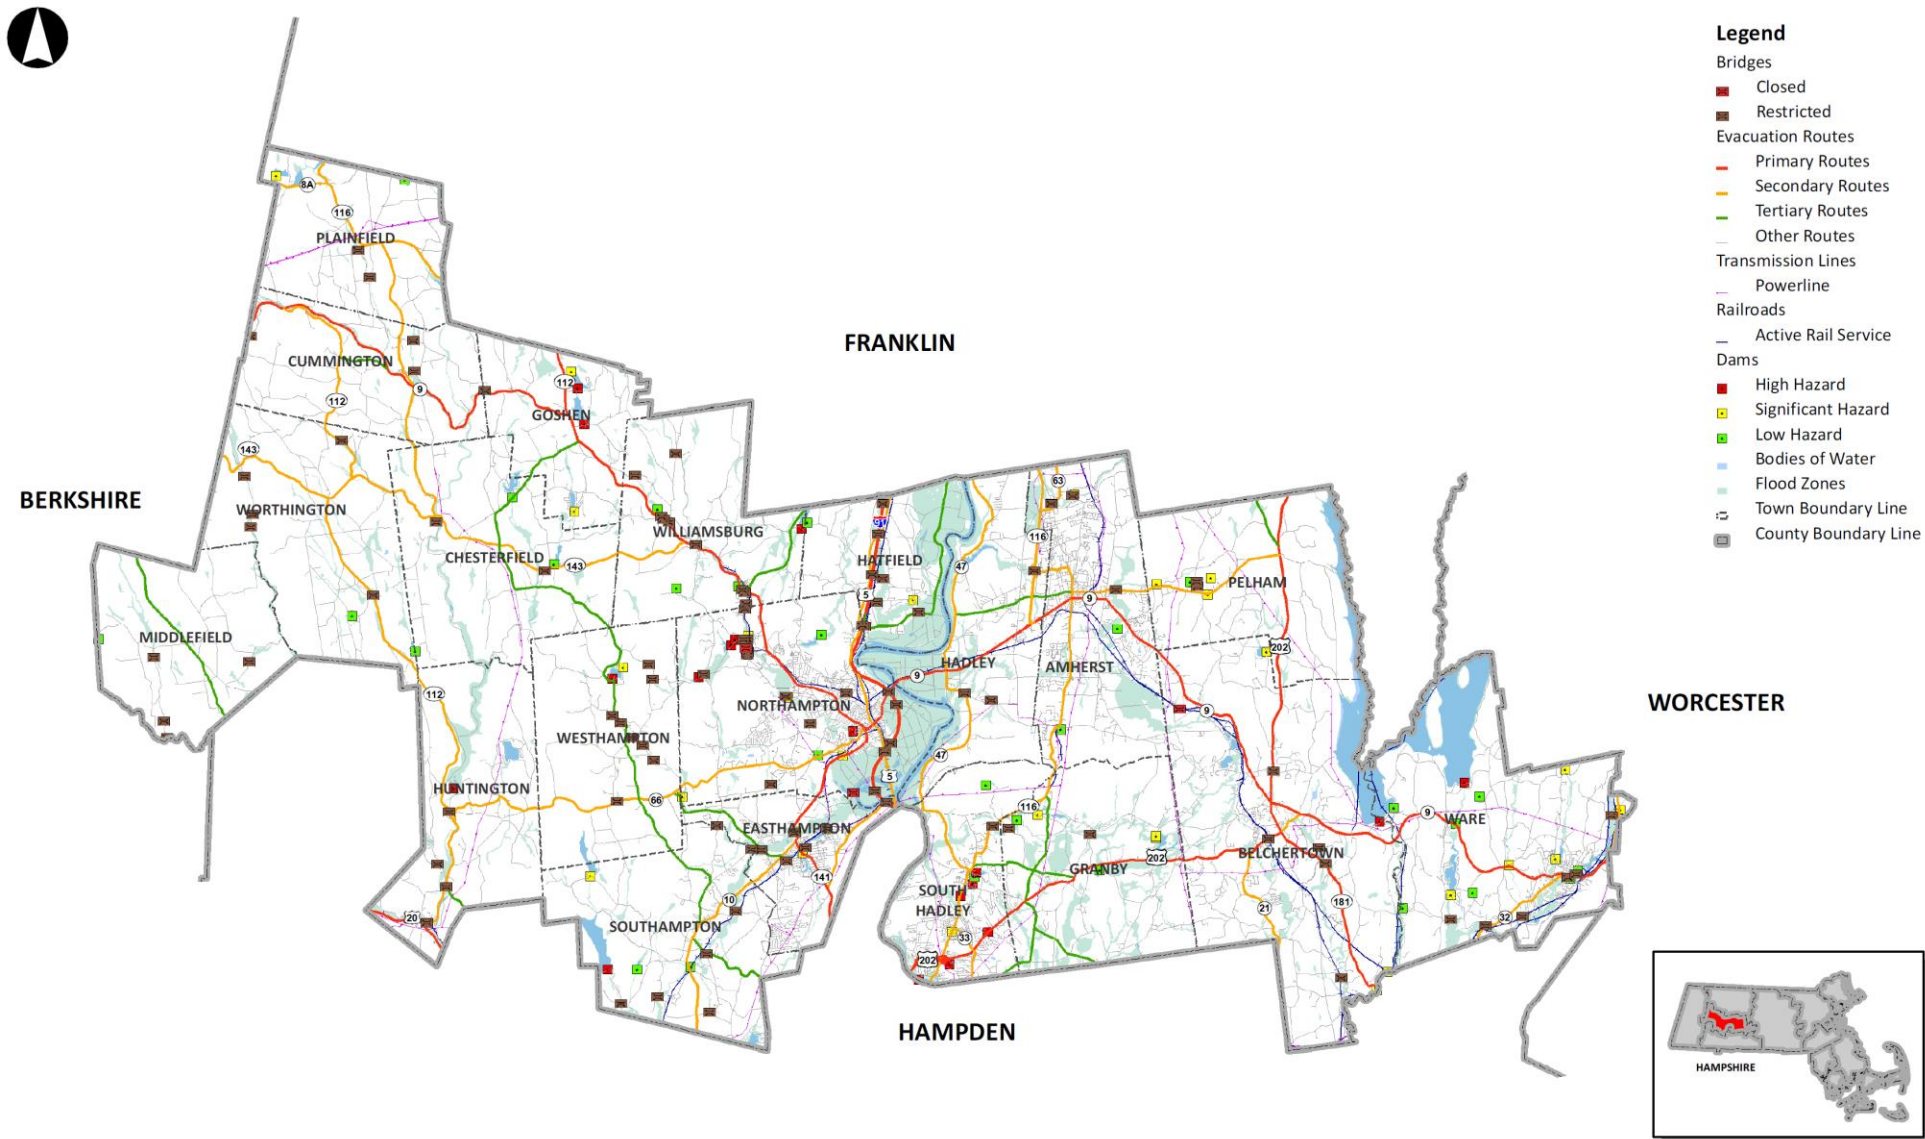 Legend
Bridges
Closed
Restricted
Evacuation Routes
Primary Routes
Secondary Routes
Tertiary Routes
Other Routes
Transmission Lines
Powerline
Railroads
Active Rail Service
Dams
High Hazard
Significant Hazard
Low Hazard
Bodies of Water
Flood Zones
Town Boundary Line
County Boundary Line
8A
116
PLAINFIELD
FRANKLIN
CUMMINGTON
112
9
112
GOSHEN
143
BERKSHIRE
WORTHINGTON
63
91
WILLIAMSBURG
116
CHESTERFIELD
143
HATFIELD
47
PELHAM
5
9
MIDDLEFIELD
202
HADLEY
AMHERST
9
112
NORTHAMPTON
9
WORCESTER
WESTHAMPTON
47
5
HUNTINGTON
66
116
9
WARE
EASTHAMPTON
BELCHERTOWN
202
GRANBY
141
SOUTH
HADLEY
10
181
21
20
32
SOUTHAMPTON
33
202
HAMPDEN
HAMPSHIRE